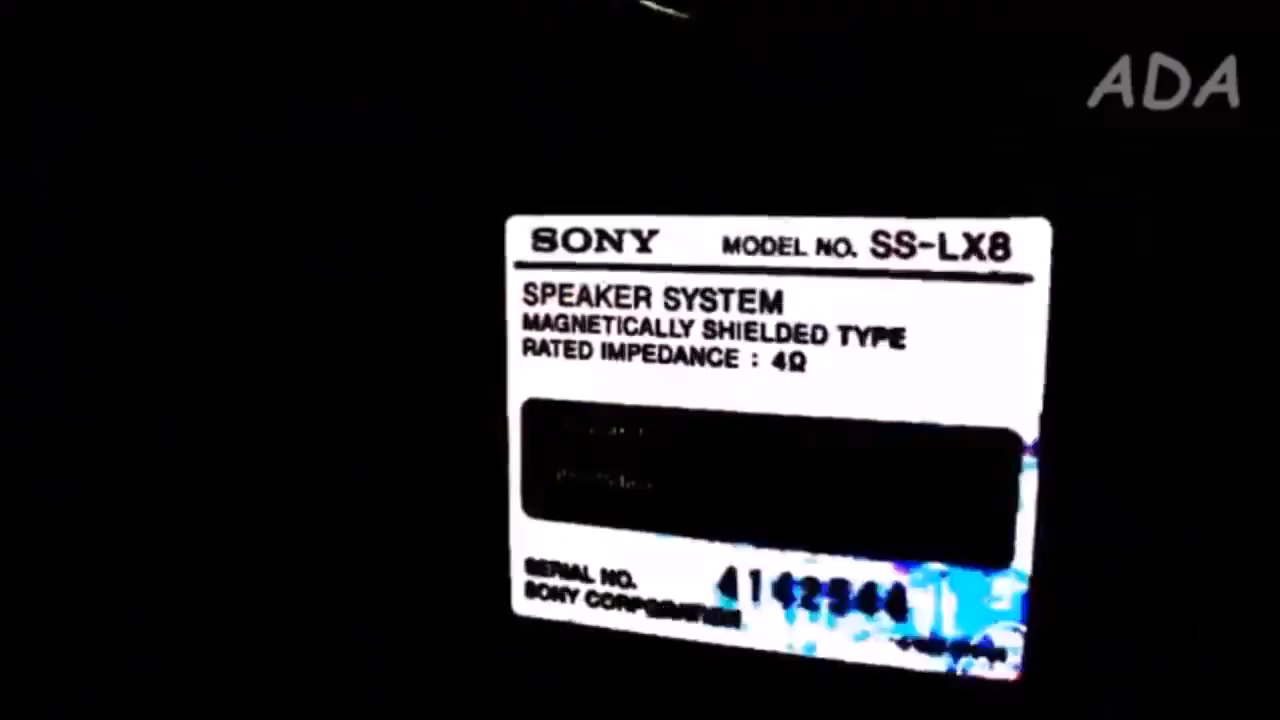 ADA
SONY MODEL NO. SS-LX8
SPEAKER SYSTEM
MAGNETICALLY SHIELDED TYPE
RATED IMPEDANCE : 4Ω
SERIAL NO.
SONY CORPORATION